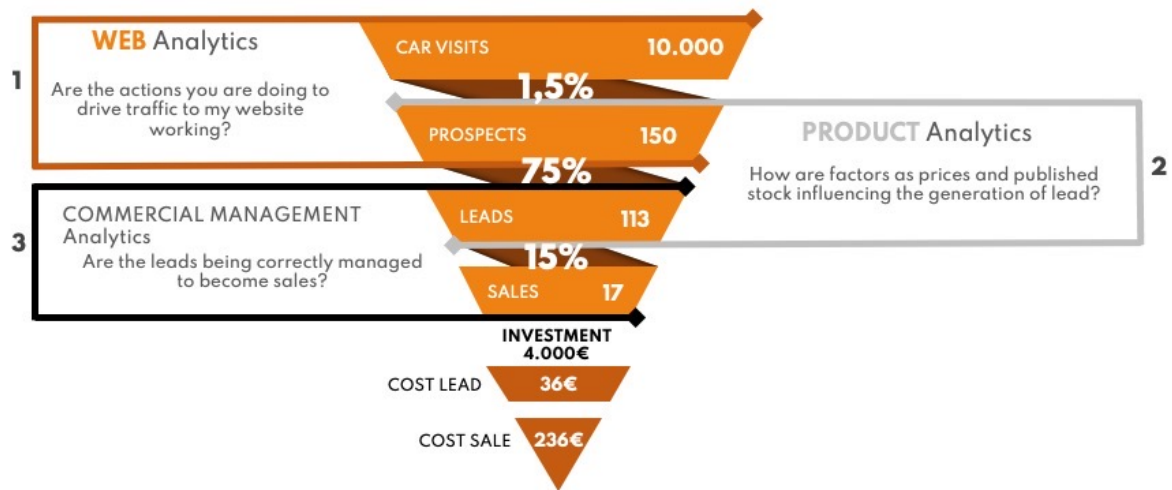 1
WEB Analytics
Are the actions you are doing to
drive traffic to my website
working?
CAR VISITS 10.000
1,5%
PROSPECTS 150
75%
PRODUCT Analytics
How are factors as prices and published
stock influencing the generation of lead?
2
3
COMMERCIAL MANAGEMENT
Analytics
Are the leads being correctly managed
to become sales?
LEADS 113
15%
SALES 17
INVESTMENT
4.000€
COST LEAD 36€
COST SALE 236€